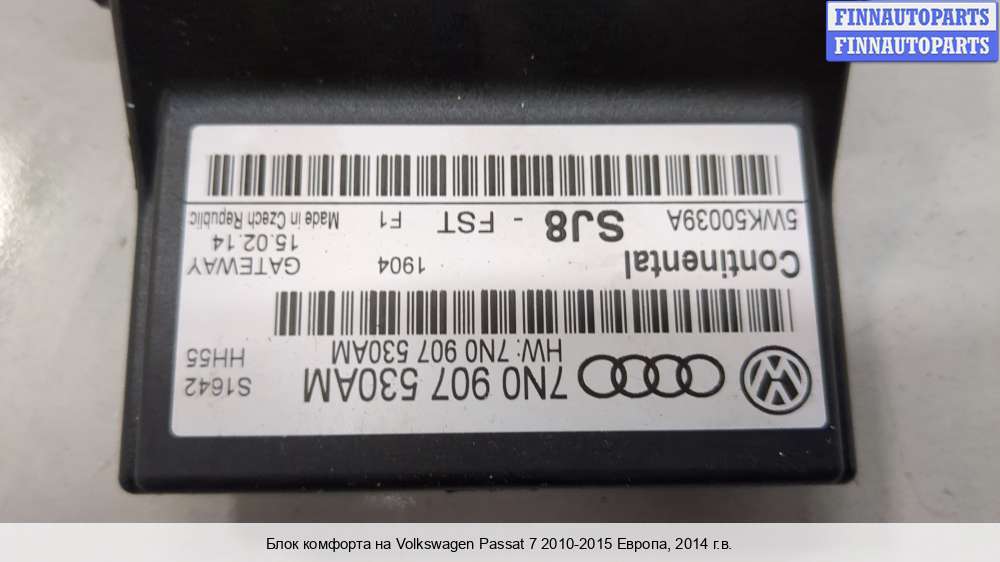 FINNAUTOPARTS
FINNAUTOPARTS
7N0 907 530AM
S1642
HW: 7N0 907 530AM
HH55
Continental
1904
GATEWAY
15.02.14
5WK50039A
SJ8 - FST F1
Made in Czech Republic
Блок комфорта на Volkswagen Passat 7 2010-2015 Европа, 2014 г.в.